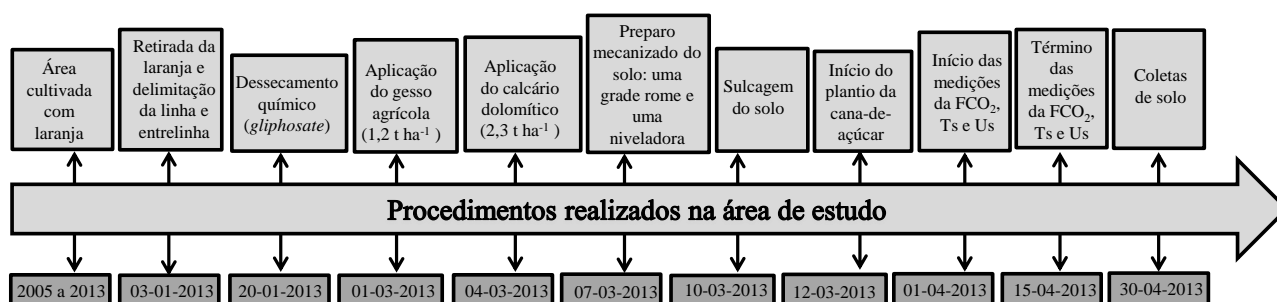 Área
cultivada
com
laranja
Retirada da
laranja e
delimitação
da linha e
entrelinha
Dessecamento
químico
(gliphosate)
Aplicação
do gesso
agrícola
(1,2 t ha-1 )
Aplicação
do calcário
dolomítico
(2,3 t ha-1 )
Preparo
mecanizado do
solo: uma
grade rome e
uma
niveladora
Sulcagem
do solo
Início do
plantio da
cana-de-
açúcar
Início das
medições
da FCO2,
Ts e Us
Término
das
medições
da FCO2,
Ts e Us
Coletas
de solo
Procedimentos realizados na área de estudo
2005 a 2013
03-01-2013
20-01-2013
01-03-2013
04-03-2013
07-03-2013
10-03-2013
12-03-2013
01-04-2013
15-04-2013
30-04-2013